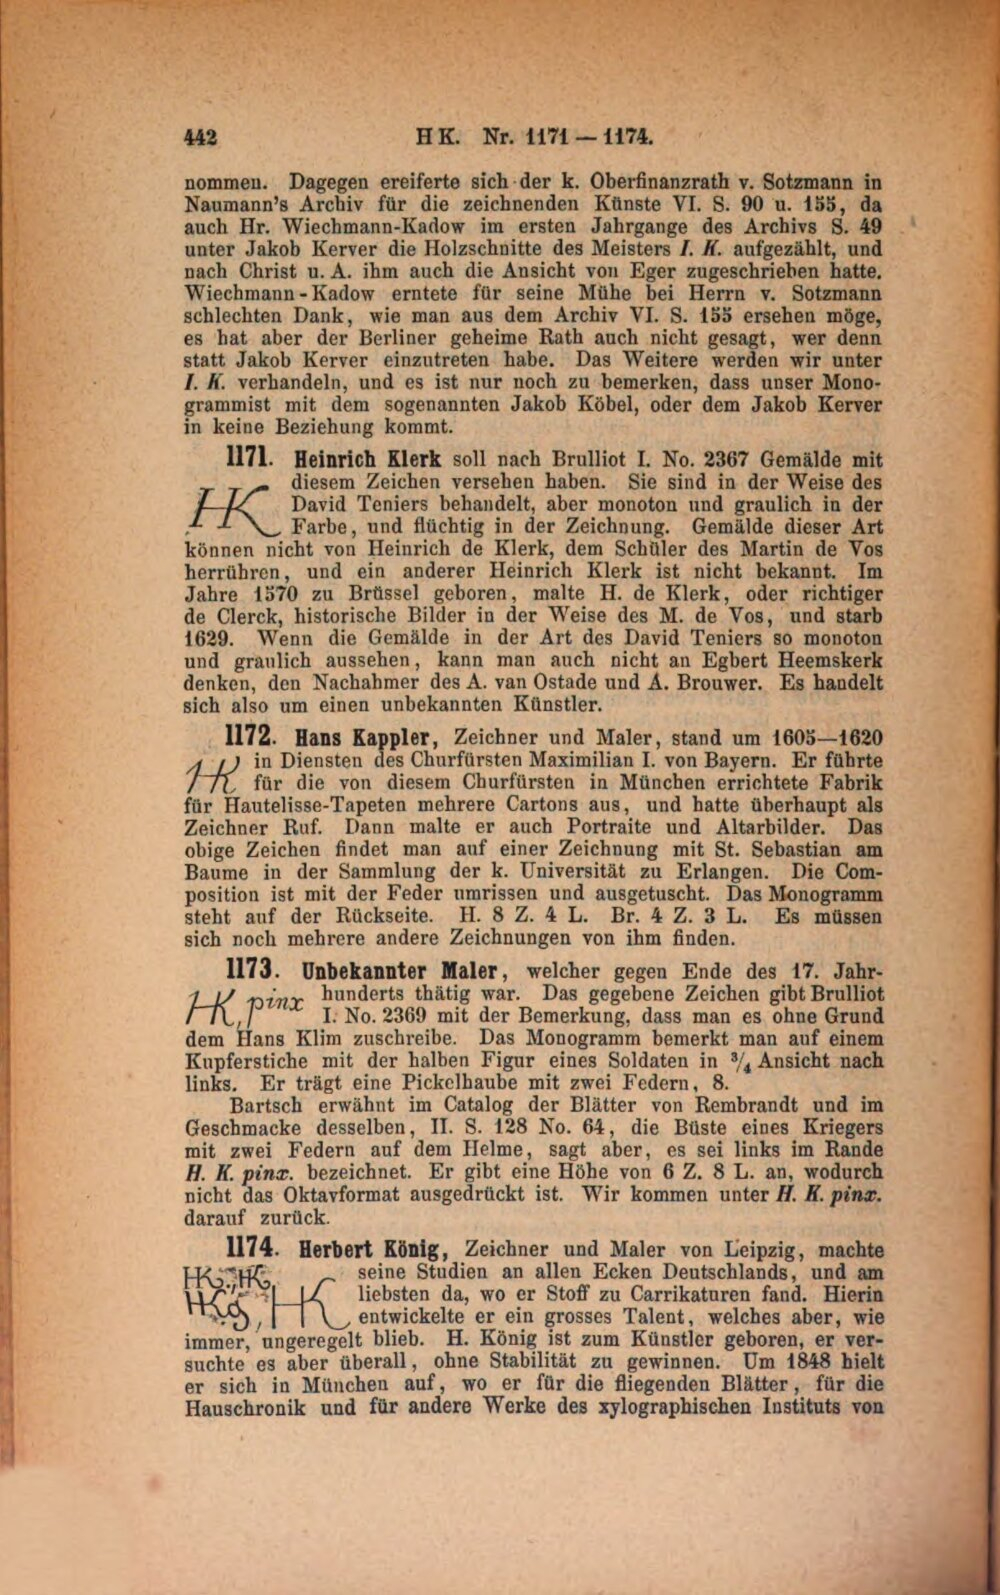 442 HK. Nr. 1171 — 1174.
nommen. Dagegen ereiferte sich der k. Oberfinanzrath v. Sotzmann in
Naumann's Archiv für die zeichnenden Künste VI. S. 90 u. 155, da
auch Hr. Wiechmann-Kadow im ersten Jahrgange des Archivs S. 49
unter Jakob Kerver die Holzschnitte des Meisters I. K. aufgezählt, und
nach Christ u. A. ihm auch die Ansicht von Eger zugeschrieben hatte.
Wiechmann-Kadow erntete für seine Mühe bei Herrn v. Sotzmann
schlechten Dank, wie man aus dem Archiv VI. S. 155 ersehen möge,
es hat aber der Berliner geheime Rath auch nicht gesagt, wer denn
statt Jakob Kerver einzutreten habe. Das Weitere werden wir unter
I. K. verhandeln, und es ist nur noch zu bemerken, dass unser Mono-
grammist mit dem sogenannten Jakob Köbel, oder dem Jakob Kerver
in keine Beziehung kommt.
1171. Heinrich Klerk soll nach Brulliot I. No. 2367 Gemälde mit
diesem Zeichen versehen haben. Sie sind in der Weise des
HK David Teniers behandelt, aber monoton und graulich in der
Farbe, und flüchtig in der Zeichnung. Gemälde dieser Art
können nicht von Heinrich de Klerk, dem Schüler des Martin de Vos
herrühren, und ein anderer Heinrich Klerk ist nicht bekannt. Im
Jahre 1570 zu Brüssel geboren, malte H. de Klerk, oder richtiger
de Clerck, historische Bilder in der Weise des M. de Vos, und starb
1629. Wenn die Gemälde in der Art des David Teniers so monoton
und graulich aussehen, kann man auch nicht an Egbert Heemskerk
denken, den Nachahmer des A. van Ostade und A. Brouwer. Es handelt
sich also um einen unbekannten Künstler.
1172. Hans Kappler, Zeichner und Maler, stand um 1605—1620
HK in Diensten des Churfürsten Maximilian I. von Bayern. Er führte
für die von diesem Churfürsten in München errichtete Fabrik
für Hautelisse-Tapeten mehrere Cartons aus, und hatte überhaupt als
Zeichner Ruf. Dann malte er auch Portraite und Altarbilder. Das
obige Zeichen findet man auf einer Zeichnung mit St. Sebastian am
Baume in der Sammlung der k. Universität zu Erlangen. Die Com-
position ist mit der Feder umrissen und ausgetuscht. Das Monogramm
steht auf der Rückseite. H. 8 Z. 4 L. Br. 4 Z. 3 L. Es müssen
sich noch mehrere andere Zeichnungen von ihm finden.
1173. Unbekannter Maler, welcher gegen Ende des 17. Jahr-
HK, pinx hunderts thätig war. Das gegebene Zeichen gibt Brulliot
I. No. 2369 mit der Bemerkung, dass man es ohne Grund
dem Hans Klim zuschreibe. Das Monogramm bemerkt man auf einem
Kupferstiche mit der halben Figur eines Soldaten in ¾ Ansicht nach
links. Er trägt eine Pickelhaube mit zwei Federn, 8.
Bartsch erwähnt im Catalog der Blätter von Rembrandt und im
Geschmacke desselben, II. S. 128 No. 64, die Büste eines Kriegers
mit zwei Federn auf dem Helme, sagt aber, es sei links im Rande
H. K. pinx. bezeichnet. Er gibt eine Höhe von 6 Z. 8 L. an, wodurch
nicht das Oktavformat ausgedrückt ist. Wir kommen unter H. K. pinx.
darauf zurück.
1174. Herbert König, Zeichner und Maler von Leipzig, machte
HK., HK, seine Studien an allen Ecken Deutschlands, und am
HK, HK liebsten da, wo er Stoff zu Carrikaturen fand. Hierin
entwickelte er ein grosses Talent, welches aber, wie
immer, ungeregelt blieb. H. König ist zum Künstler geboren, er ver-
suchte es aber überall, ohne Stabilität zu gewinnen. Um 1848 hielt
er sich in München auf, wo er für die fliegenden Blätter, für die
Hauschronik und für andere Werke des xylographischen Instituts von